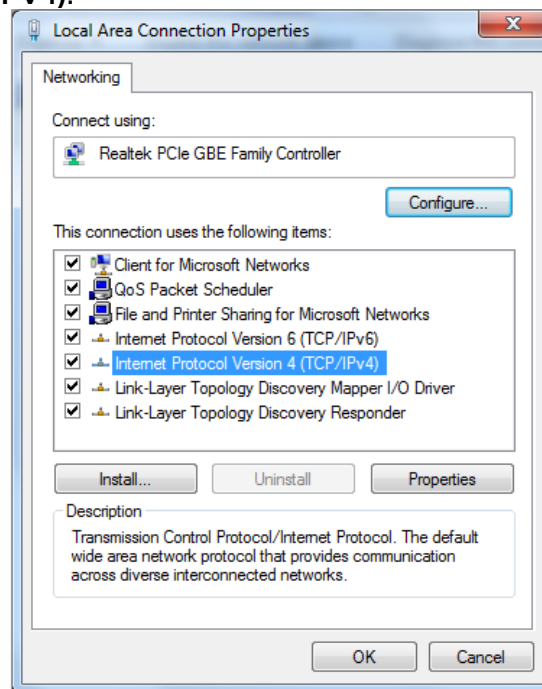 Local Area Connection Properties
Networking
Connect using:
Realtek PCIe GBE Family Controller
Configure...
This connection uses the following items:
Client for Microsoft Networks
QoS Packet Scheduler
File and Printer Sharing for Microsoft Networks
Internet Protocol Version 6 (TCP/IPv6)
Internet Protocol Version 4 (TCP/IPv4)
Link-Layer Topology Discovery Mapper I/O Driver
Link-Layer Topology Discovery Responder
Install... Uninstall Properties
Description
Transmission Control Protocol/Internet Protocol. The default
wide area network protocol that provides communication
across diverse interconnected networks.
OK Cancel